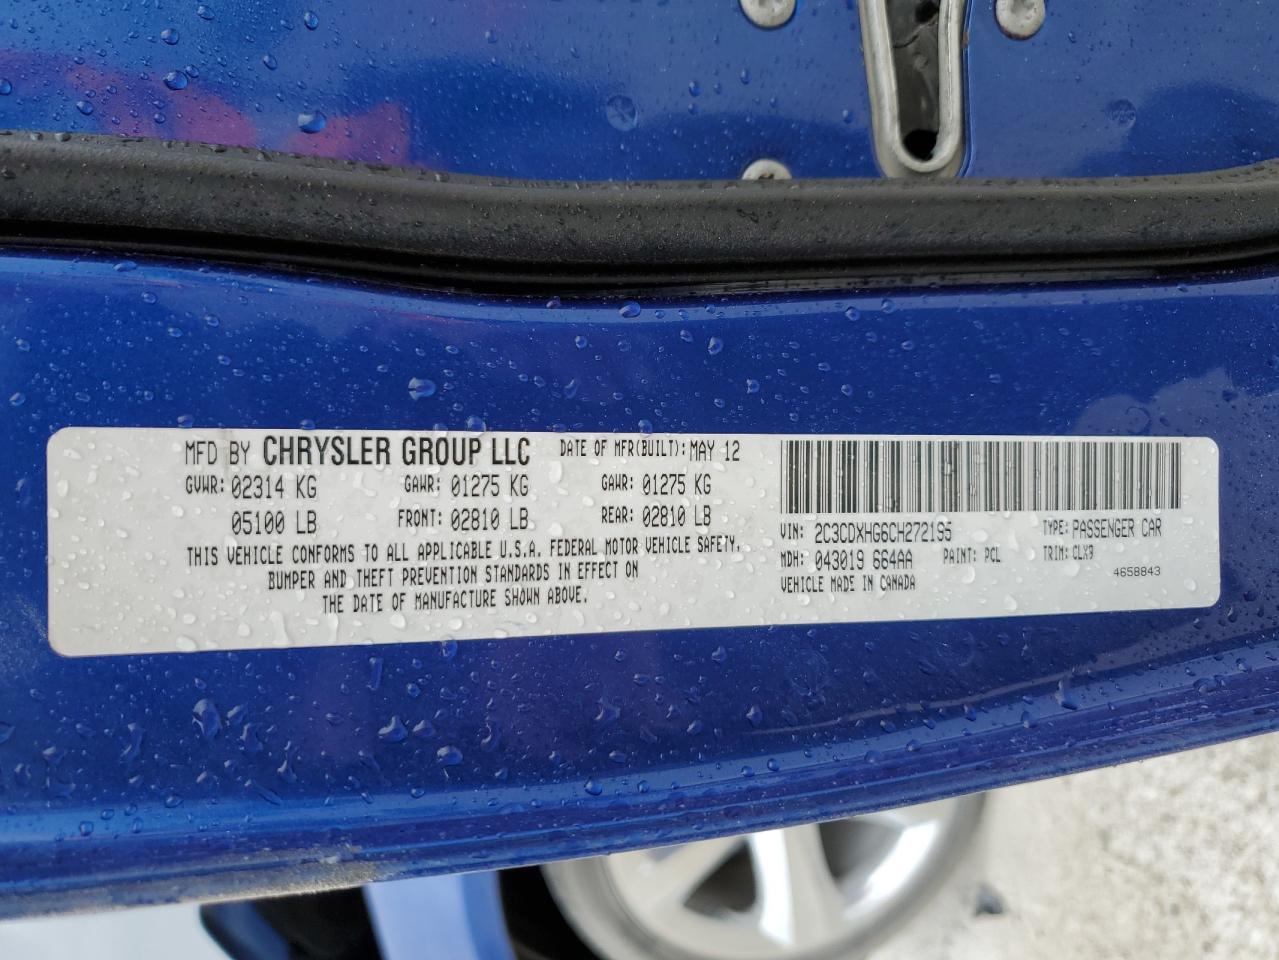 MFD BY CHRYSLER GROUP LLC DATE OF MFR(BUILT): MAY 12
GVWR: 02314 KG GAWR: 01275 KG GAWR: 01275 KG
05100 LB FRONT: 02810 LB REAR: 02810 LB
THIS VEHICLE CONFORMS TO ALL APPLICABLE U.S.A. FEDERAL MOTOR VEHICLE SAFETY,
BUMPER AND THEFT PREVENTION STANDARDS IN EFFECT ON
THE DATE OF MANUFACTURE SHOWN ABOVE.
VIN: 2C3CDXHG6CH272195 TYPE: PASSENGER CAR
MDH: 043019 664AA PAINT: PCL TRIM: CLX9
VEHICLE MADE IN CANADA 4658843